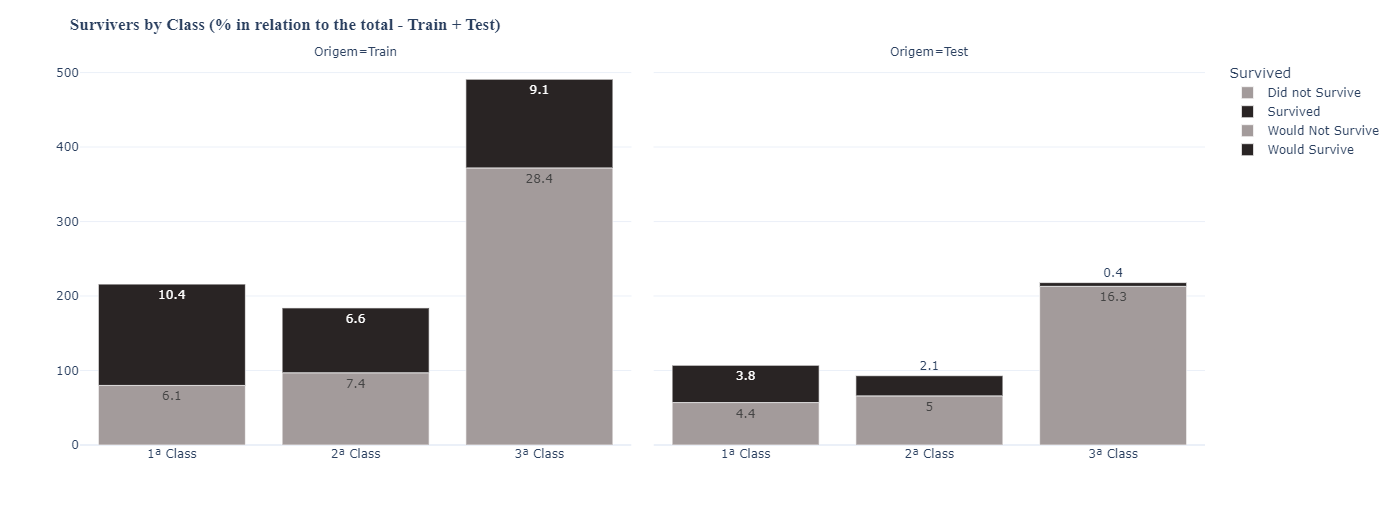 Survivers by Class (% in relation to the total - Train + Test)
Origem=Train
Origem=Test
Survived
Did not Survive
Survived
Would Not Survive
Would Survive
500
400
300
200
100
0
10.4
6.1
6.6
7.4
9.1
28.4
3.8
4.4
2.1
5
0.4
16.3
1ª Class
2ª Class
3ª Class
1ª Class
2ª Class
3ª Class